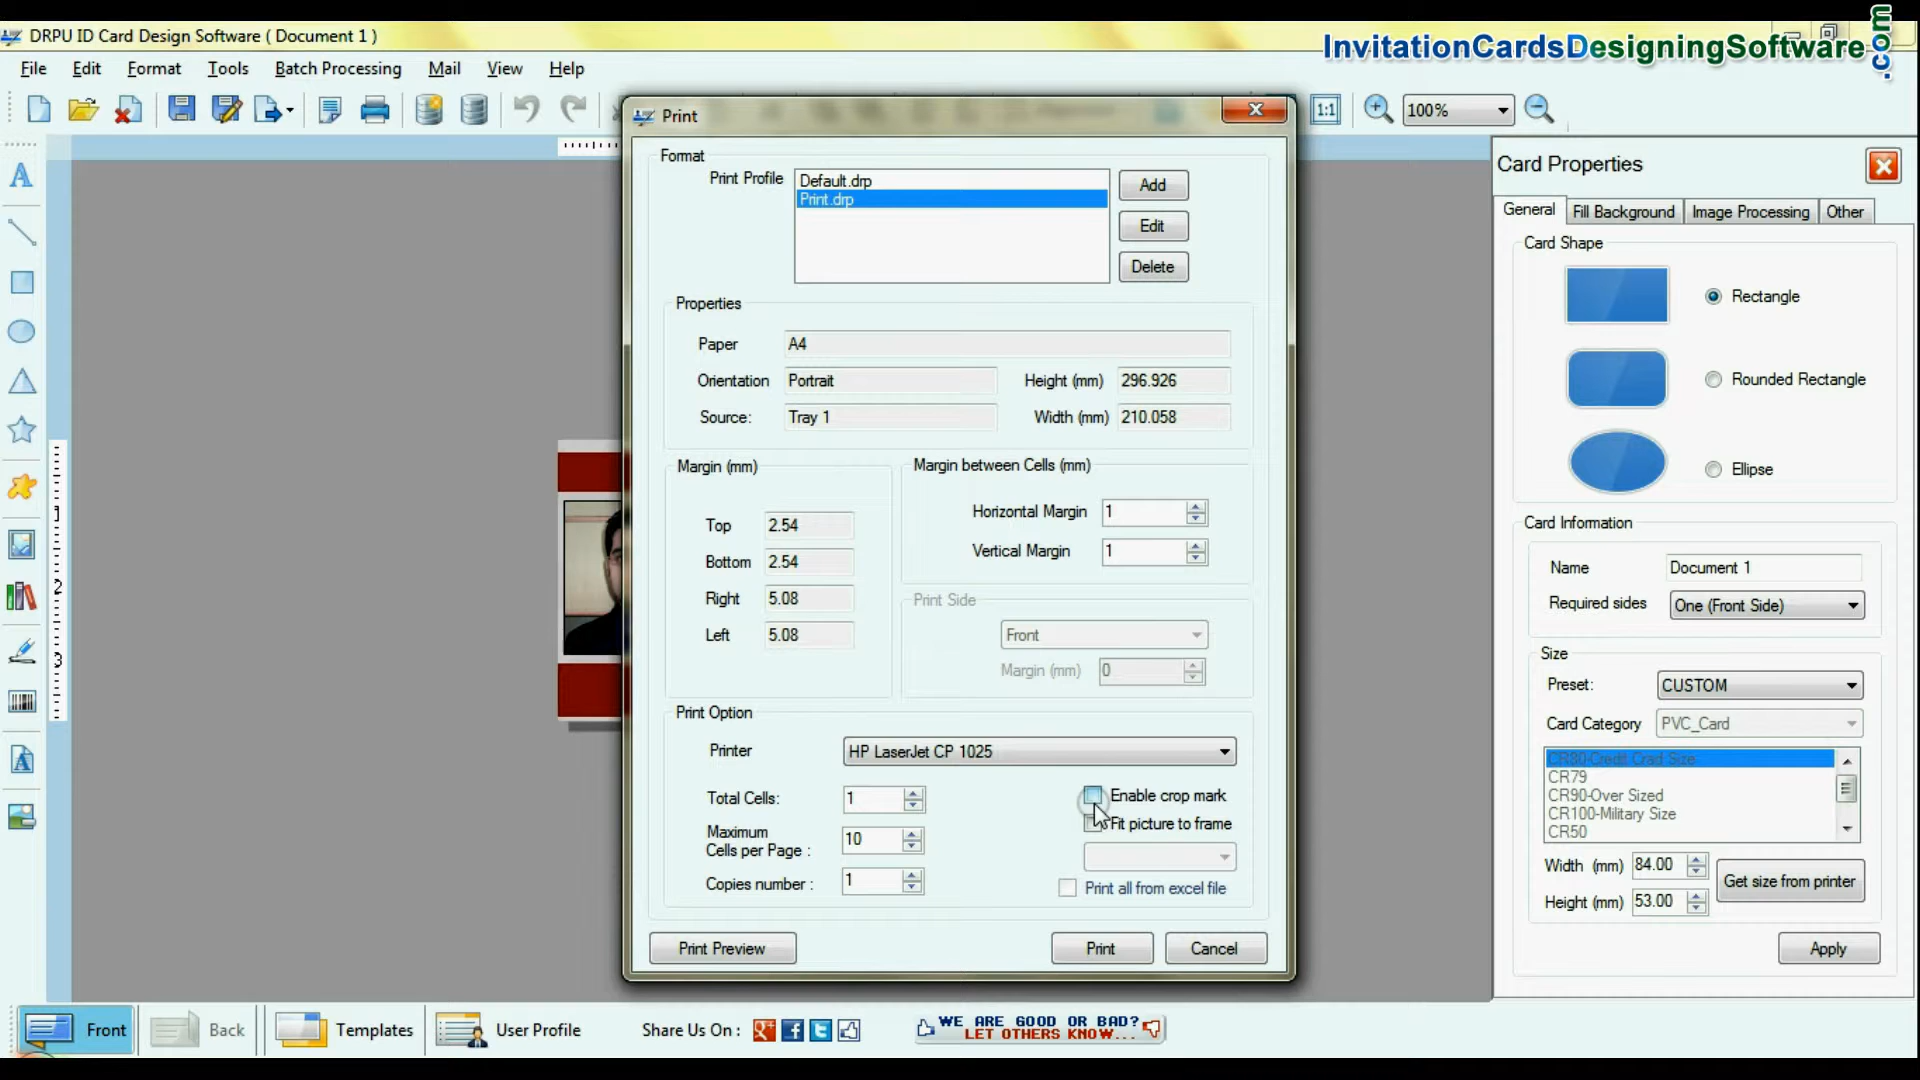 DRPU ID Card Design Software ( Document 1 )
InvitationCardsDesigningSoftware.com
File Edit Format Tools Batch Processing Mail View Help
1:1 100%
Print
Format
Print Profile
Default.drp
Print.drp
Add
Edit
Delete
Properties
Paper A4
Orientation Portrait Height (mm) 296.926
Source: Tray 1 Width (mm) 210.058
Margin (mm)
Top 2.54
Bottom 2.54
Right 5.08
Left 5.08
Margin between Cells (mm)
Horizontal Margin 1
Vertical Margin 1
Print Side
Front
Margin (mm) 0
Print Option
Printer HP LaserJet CP 1025
Total Cells: 1
Maximum
Cells per Page : 10
Copies number : 1
Enable crop mark
Fit picture to frame
Print all from excel file
Print Preview Print Cancel
1
2
3
Card Properties
General Fill Background Image Processing Other
Card Shape
Rectangle
Rounded Rectangle
Ellipse
Card Information
Name Document 1
Required sides One (Front Side)
Size
Preset: CUSTOM
Card Category PVC_Card
CR80-Credit Crad Size
CR79
CR90-Over Sized
CR100-Military Size
CR50
Width (mm) 84.00
Height (mm) 53.00
Get size from printer
Apply
Front Back Templates User Profile Share Us On :
WE ARE GOOD OR BAD?
LET OTHERS KNOW...